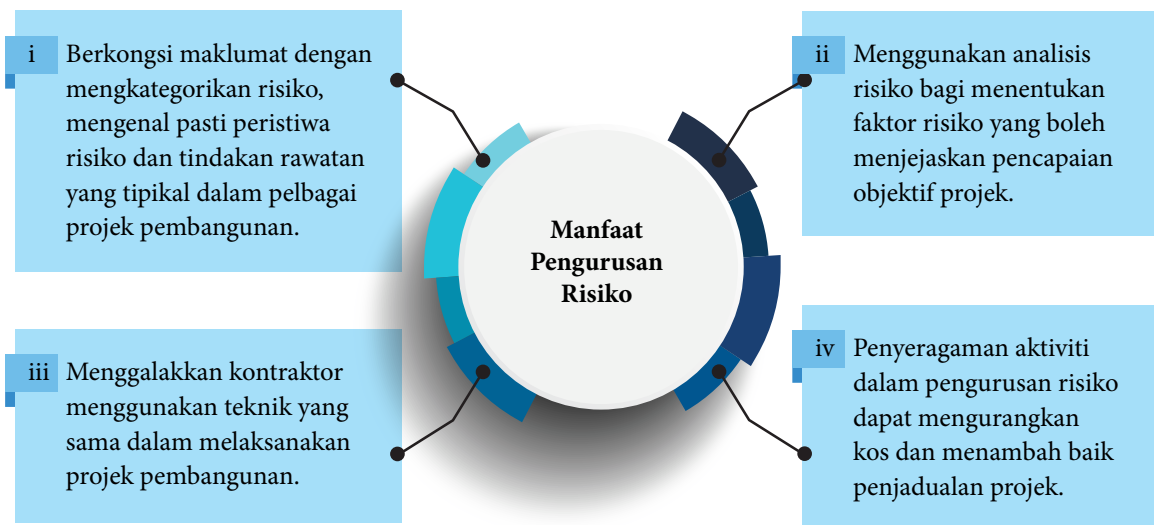 i
Berkongsi maklumat dengan
mengkategorikan risiko,
mengenal pasti peristiwa
risiko dan tindakan rawatan
yang tipikal dalam pelbagai
projek pembangunan.
ii
Menggunakan analisis
risiko bagi menentukan
faktor risiko yang boleh
menjejaskan pencapaian
objektif projek.
Manfaat
Pengurusan
Risiko
iii
Menggalakkan kontraktor
menggunakan teknik yang
sama dalam melaksanakan
projek pembangunan.
iv
Penyeragaman aktiviti
dalam pengurusan risiko
dapat mengurangkan
kos dan menambah baik
penjadualan projek.